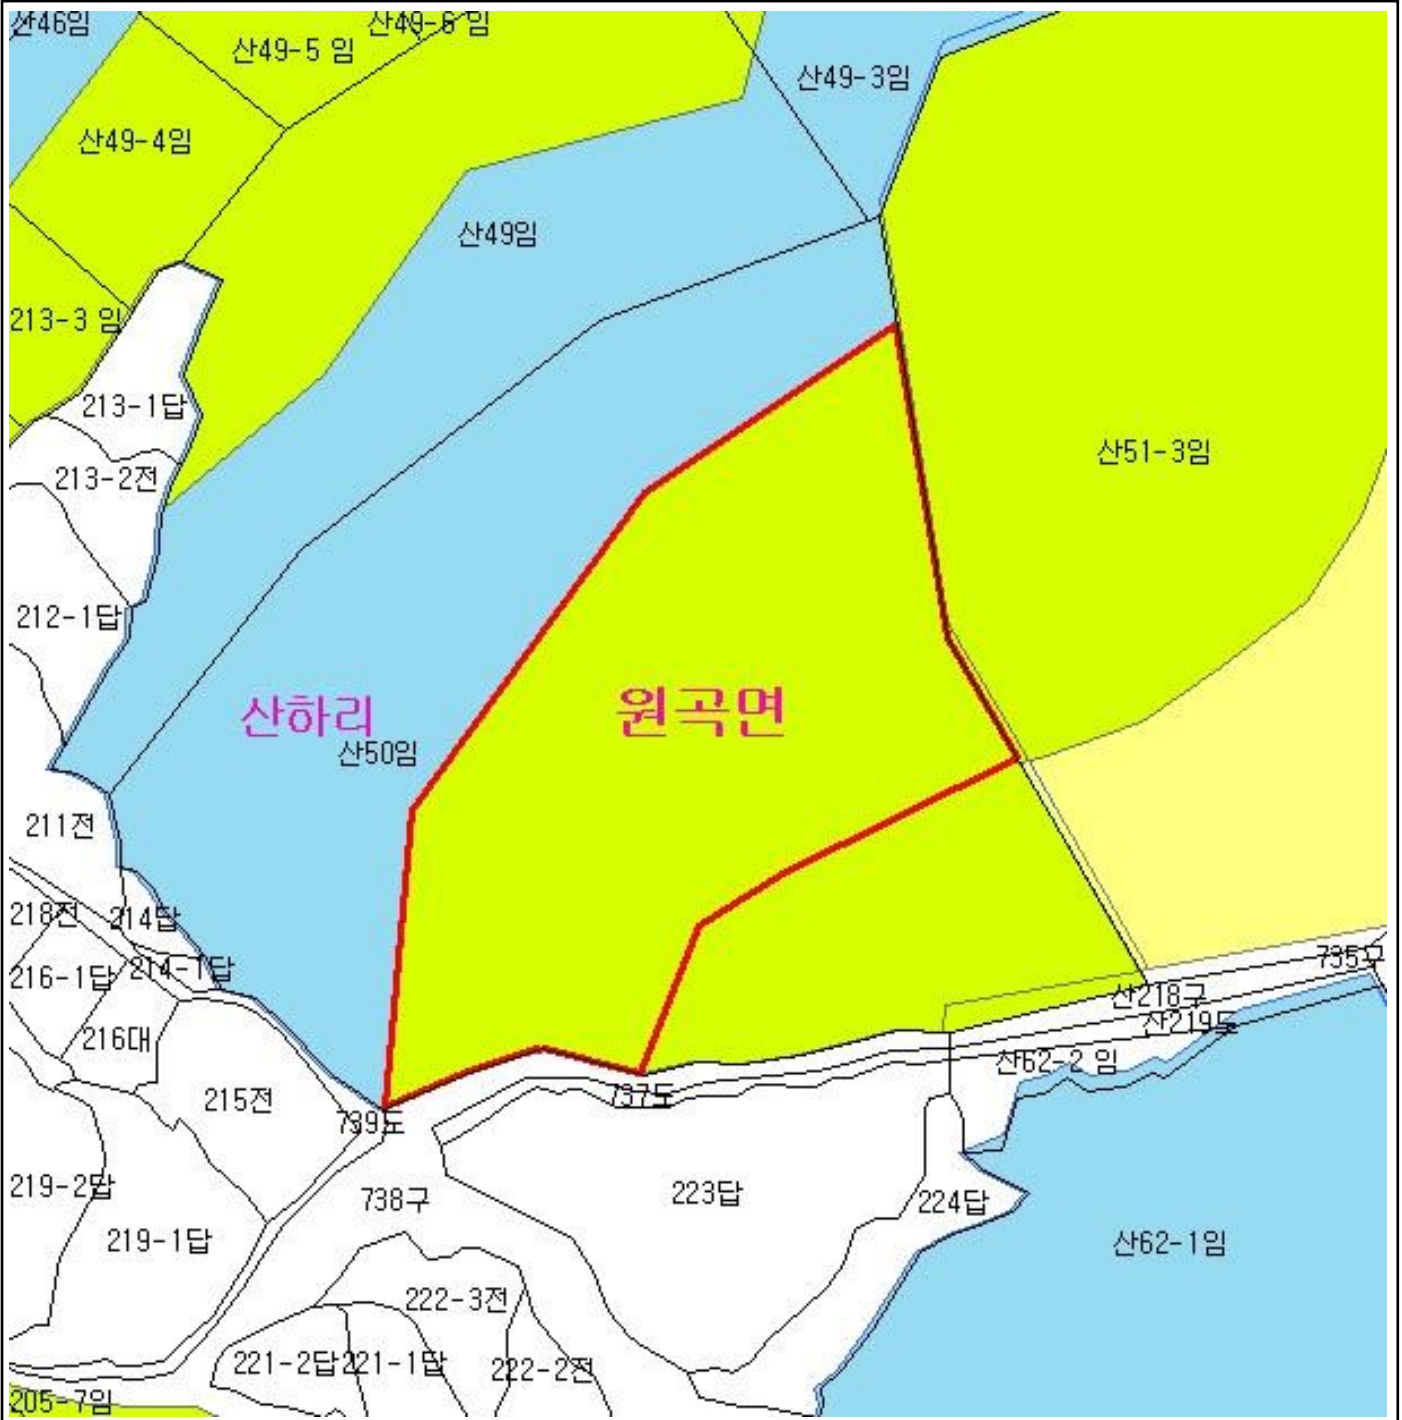 산46임
산49-6 임
산49-5 임
산49-3임
산49-4임
산49임
213-3 임
213-1답
산51-3임
213-2전
212-1답
산하리
원곡면
산50임
211전
218전
214답
216-1답
214-1답
735구
산218구
산219도
216대
산62-2 임
215전
737도
739도
219-2답
738구
223답
224답
219-1답
산62-1임
222-3전
221-2답
221-1답
222-2전
205-7임